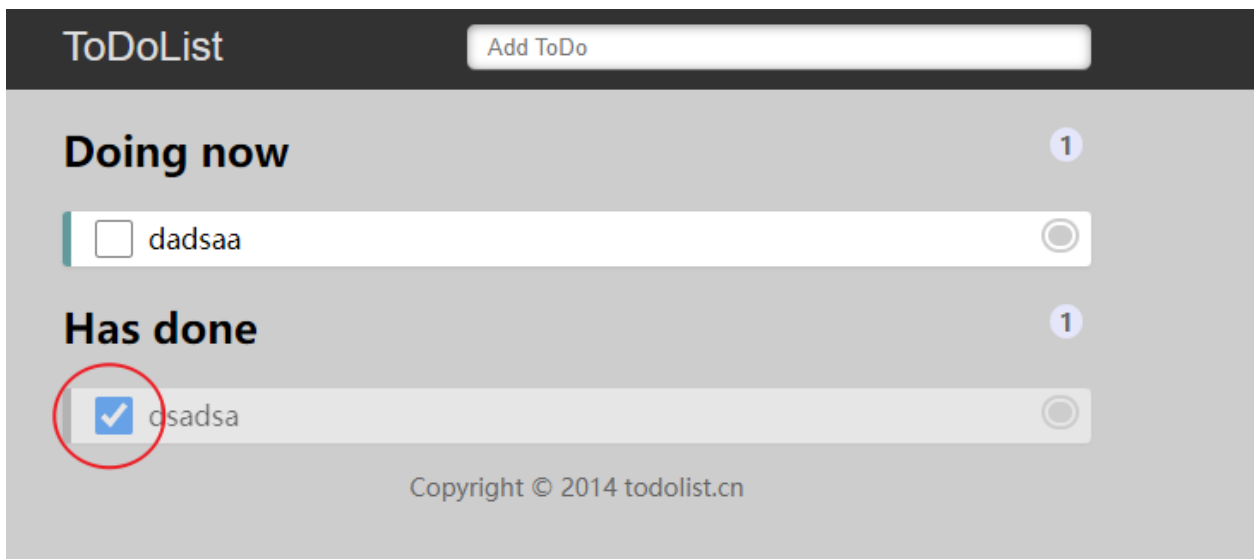 ToDoList Add ToDo
Doing now 1
dadsaa
Has done 1
dsadsa
Copyright © 2014 todolist.cn